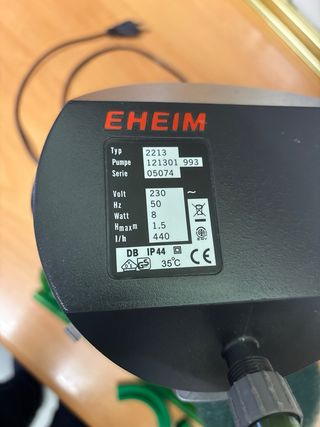 EHEIM
Typ 2213
Pumpe 121301 993
Serie 05074
Volt 230 ~
Hz 50
Watt 8
Hmax m 1.5
l/h 440
DB IP44
35°C CE